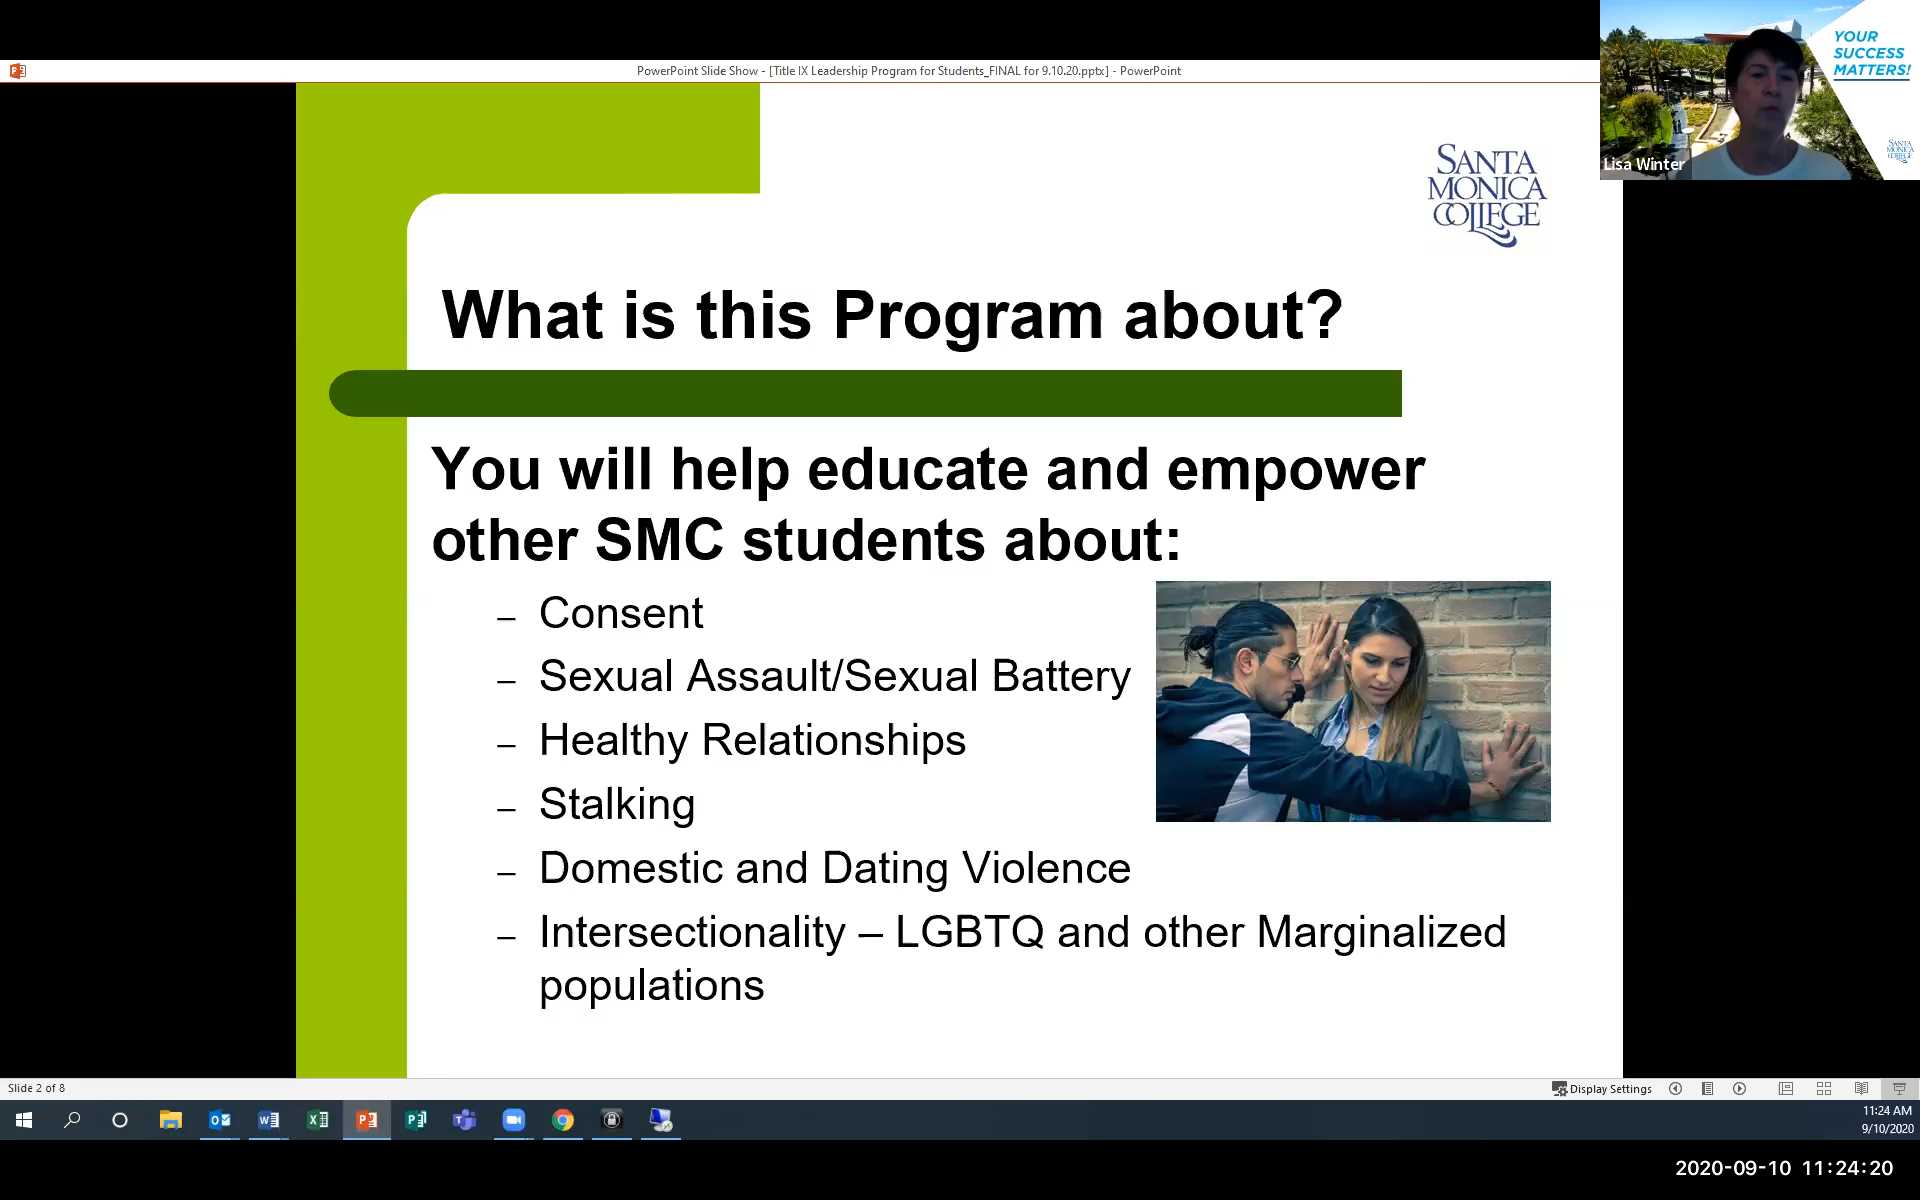 PowerPoint Slide Show - [Title IX Leadership Program for Students_FINAL for 9.10.20.pptx] - PowerPoint
YOUR
SUCCESS
MATTERS!
SANTA
MONICA
COLLEGE
Lisa Winter
SANTA
MONICA
COLLEGE
What is this Program about?
You will help educate and empower
other SMC students about:
– Consent
– Sexual Assault/Sexual Battery
– Healthy Relationships
– Stalking
– Domestic and Dating Violence
– Intersectionality – LGBTQ and other Marginalized
populations
Slide 2 of 8
Display Settings
11:24 AM
9/10/2020
2020-09-10 11:24:20